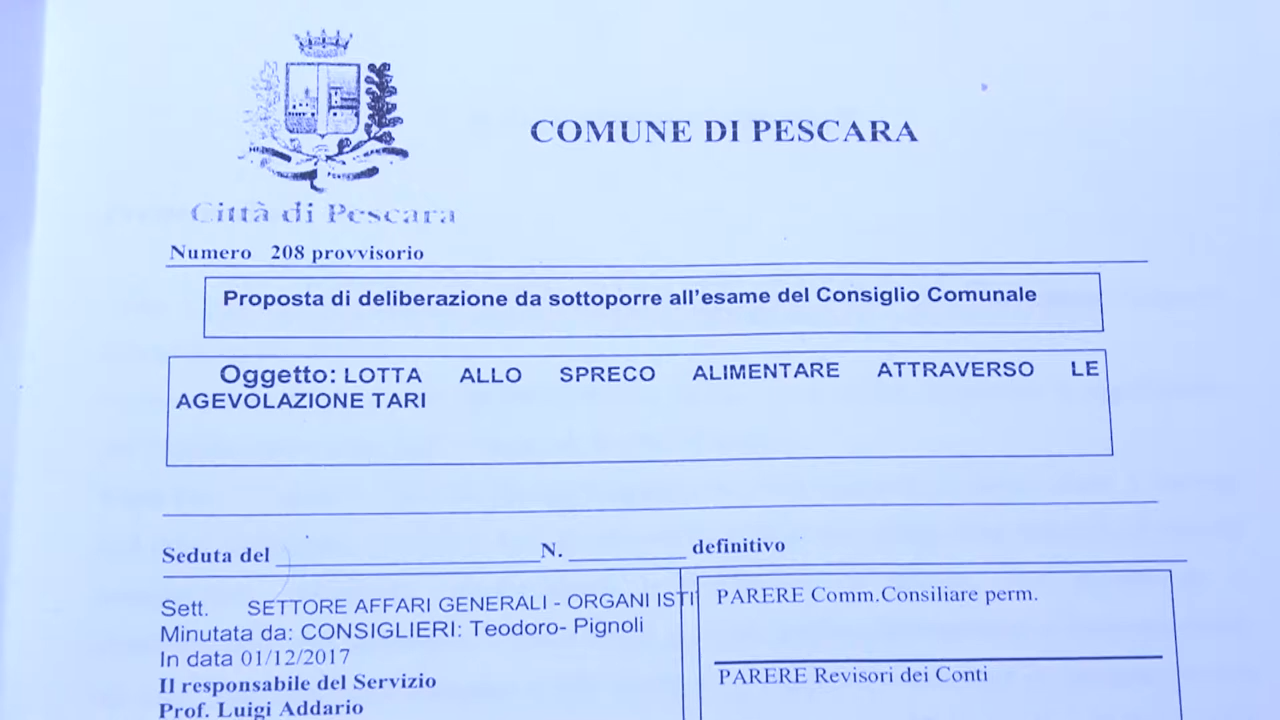 COMUNE DI PESCARA
Città di Pescara
Numero 208 provvisorio
Proposta di deliberazione da sottoporre all'esame del Consiglio Comunale
Oggetto: LOTTA ALLO SPRECO ALIMENTARE ATTRAVERSO LE
AGEVOLAZIONE TARI
Seduta del N. definitivo
Sett. SETTORE AFFARI GENERALI - ORGANI ISTI
Minutata da: CONSIGLIERI: Teodoro- Pignoli
In data 01/12/2017
Il responsabile del Servizio
Prof. Luigi Addario
PARERE Comm.Consiliare perm.
PARERE Revisori dei Conti